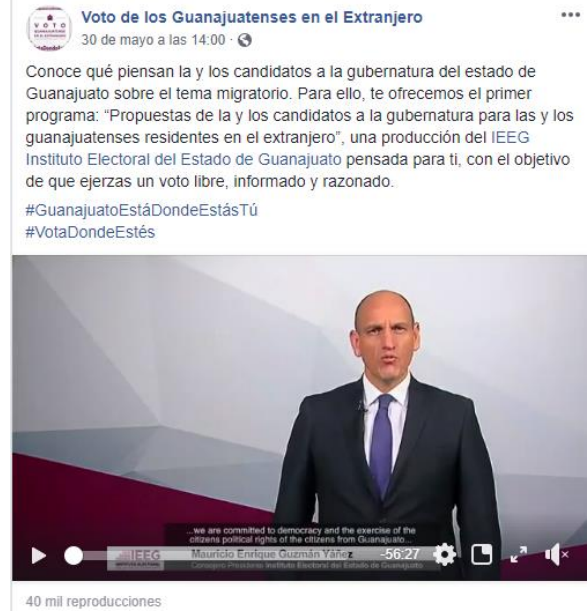 VOTO
Voto de los Guanajuatenses en el Extranjero
30 de mayo a las 14:00 ·
Conoce qué piensan la y los candidatos a la gubernatura del estado de
Guanajuato sobre el tema migratorio. Para ello, te ofrecemos el primer
programa: “Propuestas de la y los candidatos a la gubernatura para las y los
guanajuatenses residentes en el extranjero”, una producción del IEEG
Instituto Electoral del Estado de Guanajuato pensada para ti, con el objetivo
de que ejerzas un voto libre, informado y razonado.
#GuanajuatoEstáDondeEstásTú
#VotaDondeEstés
...we are committed to democracy and the exercise of the
citizens political rights of the citizens from Guanajuato...
IEEG
Mauricio Enrique Guzmán Yáñez
-56:27
Consejero Presidente Instituto Electoral del Estado de Guanajuato
40 mil reproducciones